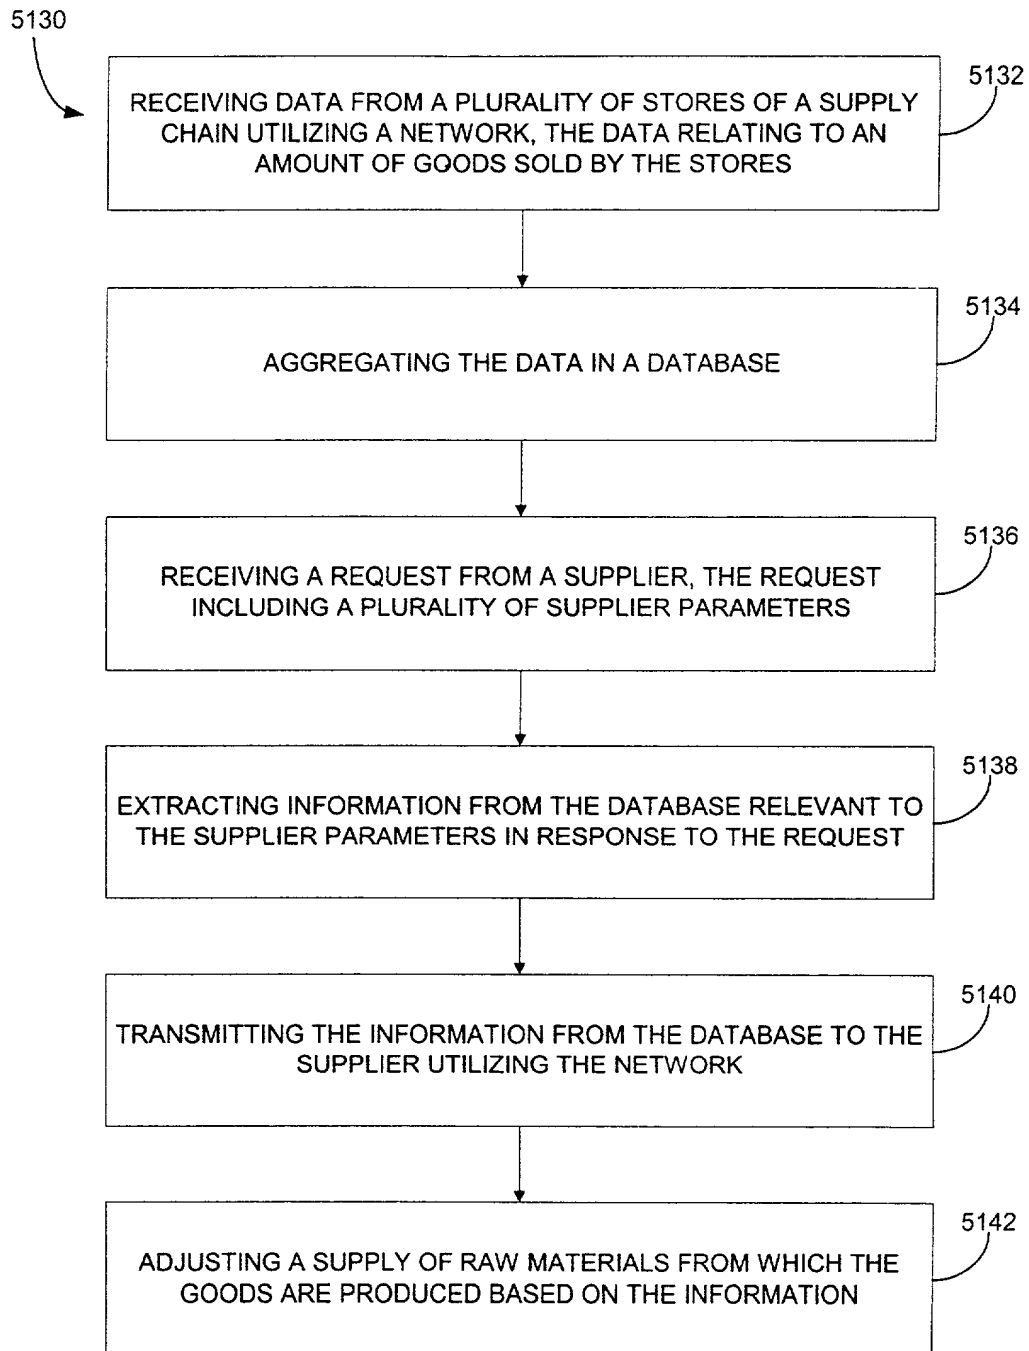 5130
5132
RECEIVING DATA FROM A PLURALITY OF STORES OF A SUPPLY
CHAIN UTILIZING A NETWORK, THE DATA RELATING TO AN
AMOUNT OF GOODS SOLD BY THE STORES
5134
AGGREGATING THE DATA IN A DATABASE
5136
RECEIVING A REQUEST FROM A SUPPLIER, THE REQUEST
INCLUDING A PLURALITY OF SUPPLIER PARAMETERS
5138
EXTRACTING INFORMATION FROM THE DATABASE RELEVANT TO
THE SUPPLIER PARAMETERS IN RESPONSE TO THE REQUEST
5140
TRANSMITTING THE INFORMATION FROM THE DATABASE TO THE
SUPPLIER UTILIZING THE NETWORK
5142
ADJUSTING A SUPPLY OF RAW MATERIALS FROM WHICH THE
GOODS ARE PRODUCED BASED ON THE INFORMATION